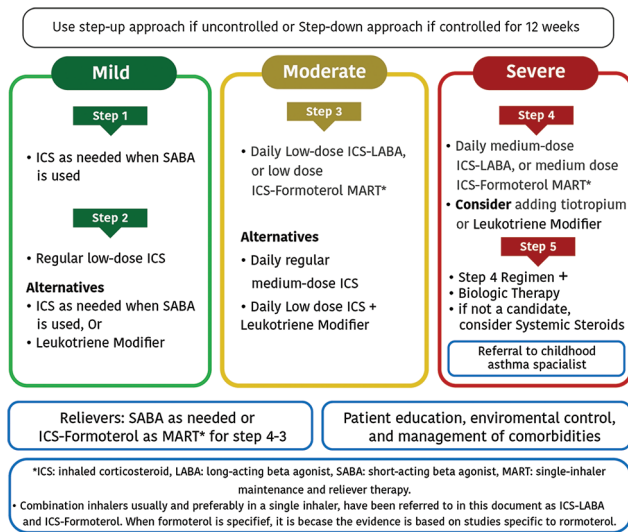 Use step-up approach if uncontrolled or Step-down approach if controlled for 12 weeks
Mild
Step 1
• ICS as needed when SABA
is used
Step 2
• Regular low-dose ICS
Alternatives
• ICS as needed when SABA
is used, Or
• Leukotriene Modifier
Moderate
Step 3
• Daily Low-dose ICS-LABA,
or low dose
ICS-Formoterol MART*
Alternatives
• Daily regular
medium-dose ICS
• Daily Low dose ICS +
Leukotriene Modifier
Severe
Step 4
• Daily medium-dose
ICS-LABA, or medium dose
ICS-Formoterol MART*
• Consider adding tiotropium
or Leukotriene Modifier
Step 5
• Step 4 Regimen +
• Biologic Therapy
• if not a candidate,
consider Systemic Steroids
Referral to childhood
asthma spacialist
Relievers: SABA as needed or
ICS-Formoterol as MART* for step 4-3
Patient education, enviromental control,
and management of comorbidities
*ICS: inhaled corticosteroid, LABA: long-acting beta agonist, SABA: short-acting beta agonist, MART: single-inhaler
maintenance and reliever therapy.
• Combination inhalers usually and preferably in a single inhaler, have been referred to in this document as ICS-LABA
and ICS-Formoterol. When formoterol is specifief, it is becase the evidence is based on studies specific to rormoterol.